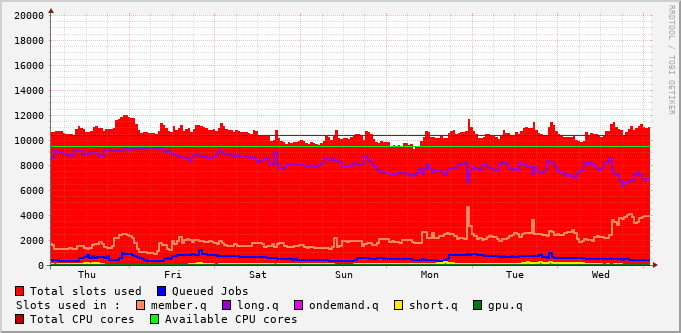 20000
18000
16000
14000
12000
10000
8000
6000
4000
2000
0
Thu Fri Sat Sun Mon Tue Wed
RRDTOOL / TOBI OETIKER
Total slots used Queued Jobs
Slots used in : member.q long.q ondemand.q short.q gpu.q
Total CPU cores Available CPU cores